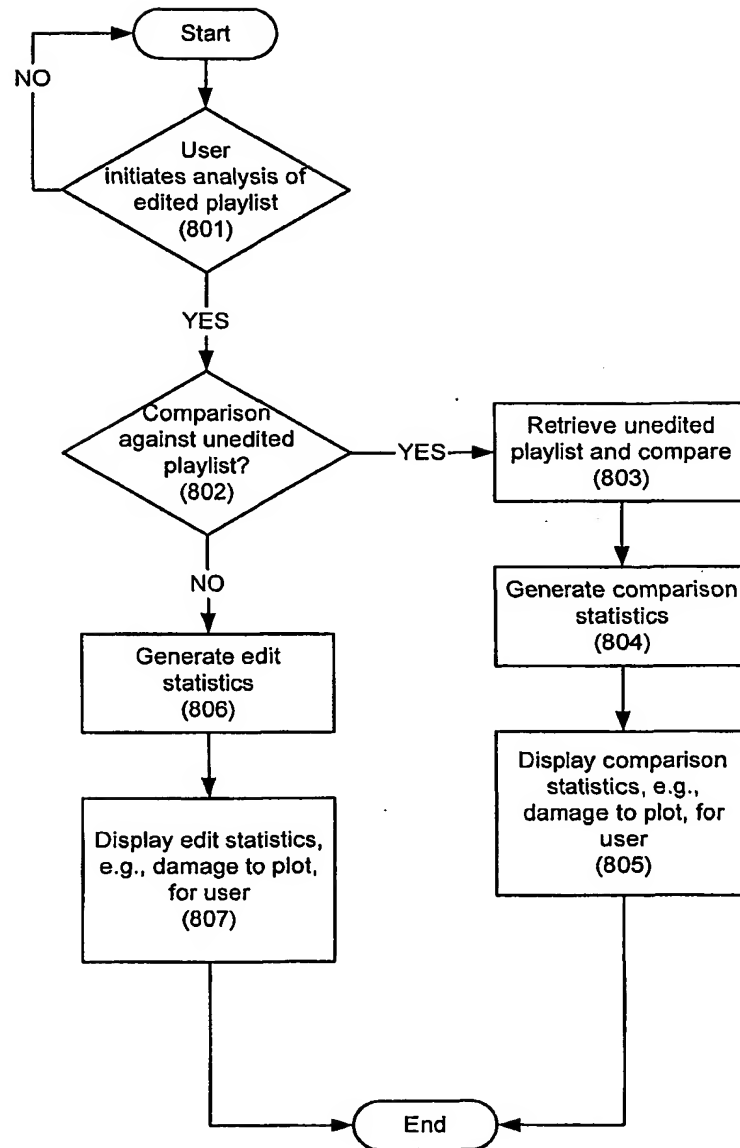 Start
NO
User
initiates analysis of
edited playlist
(801)
YES
Comparison
against unedited
playlist?
(802)
YES
Retrieve unedited
playlist and compare
(803)
NO
Generate comparison
statistics
(804)
Generate edit
statistics
(806)
Display comparison
statistics, e.g.,
damage to plot, for
user
(805)
Display edit statistics,
e.g., damage to plot,
for user
(807)
End